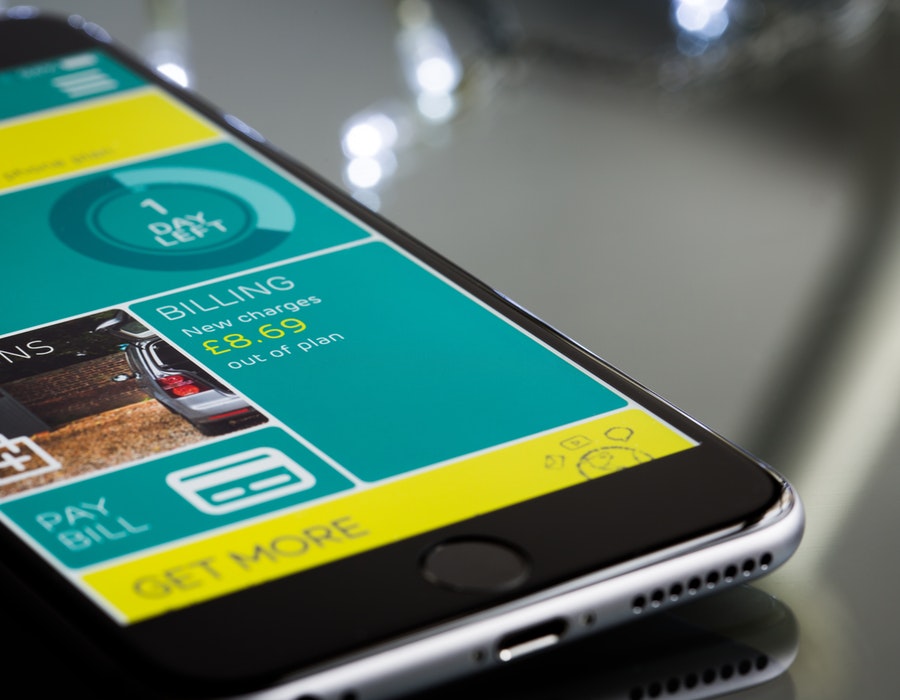 phone plan
1
DAY
LEFT
BILLING
New charges
£8.69
out of plan
NS
PAY
BILL
GET MORE